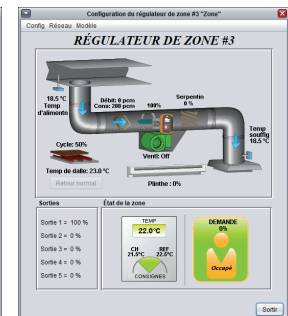 Configuration du régulateur de zone #3 "Zone"
Config Réseau Modèle
RÉGULATEUR DE ZONE #3
18.5 °C
Temp
d'alimentn
Débit: 0 pcm
Cons: 200 pcm
100%
Serpentin
0 %
Temp
soufflg
18.5 °C
Cycle: 50%
Venti: Off
Temp de dalle: 23.0 °C
Retour normal
Plinthe : 0%
Sorties
Sortie 1 = 100 %
Sortie 2 = 0 %
Sortie 3 = 0 %
Sortie 4 = 0 %
Sortie 5 = 0 %
État de la zone
TEMP
22.0°C
CH
21.5°C
REF
22.5°C
CONSIGNES
DEMANDE
0%
Occupé
Sortir